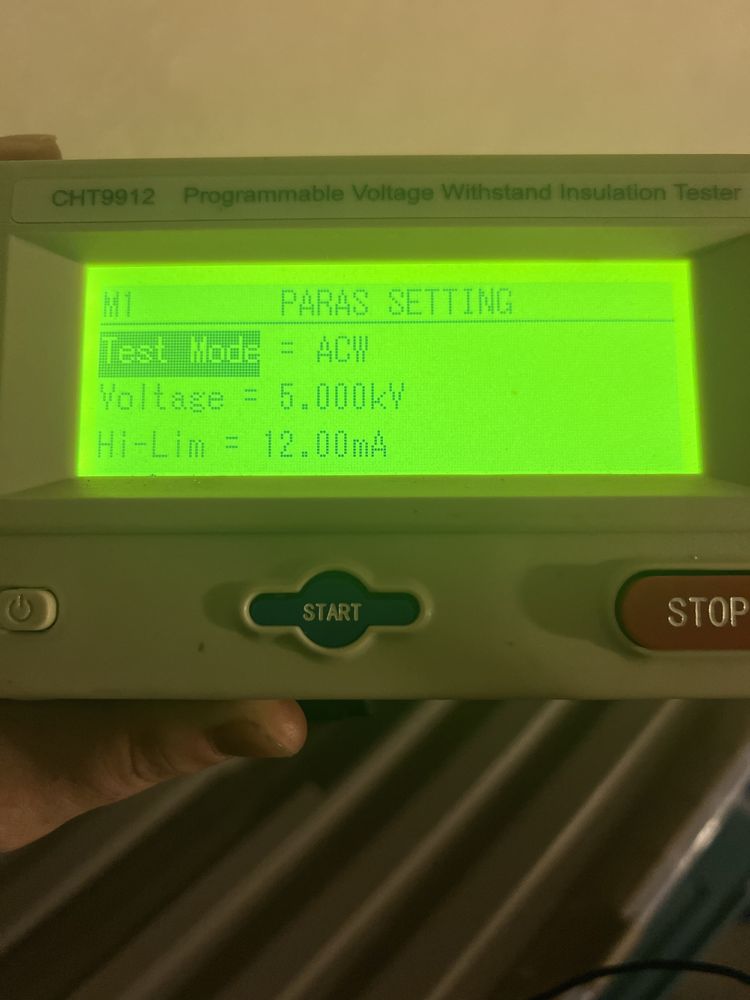 CHT9912 Programmable Voltage Withstand Insulation Tester
M1 PARAS SETTING
Test Mode = ACW
Voltage = 5.000kV
Hi-Lim = 12.00mA
START STOP